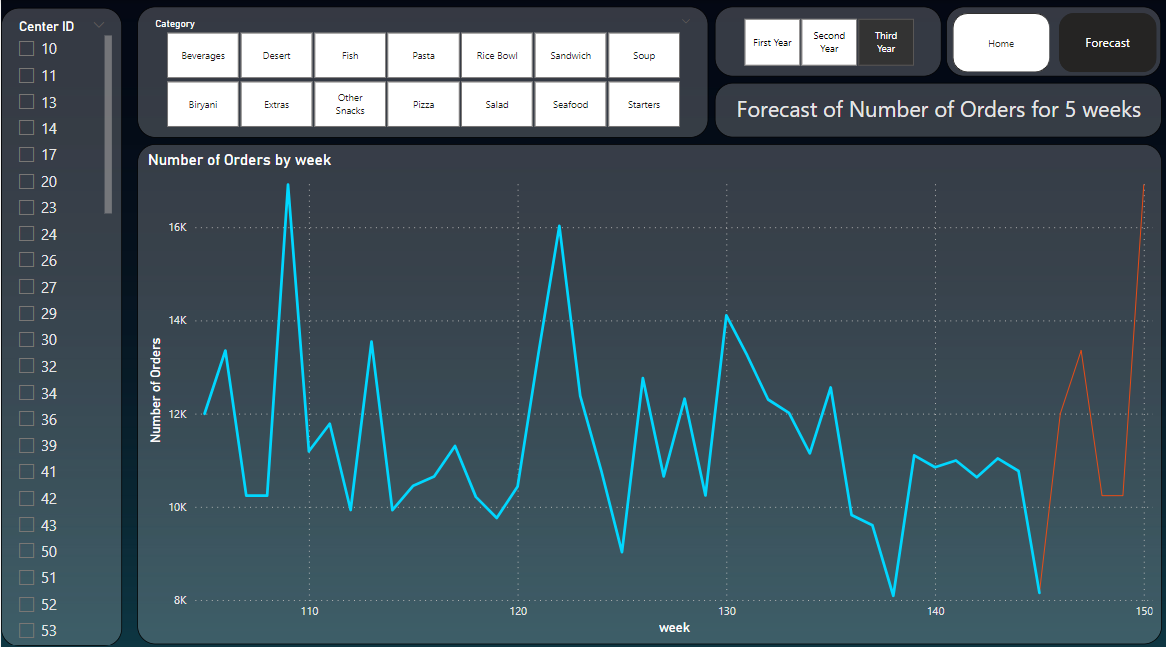 Center ID
10
11
13
14
17
20
23
24
26
27
29
30
32
34
36
39
41
42
43
50
51
52
53
Category
Beverages
Desert
Fish
Pasta
Rice Bowl
Sandwich
Soup
Biryani
Extras
Other
Snacks
Pizza
Salad
Seafood
Starters
First Year
Second
Year
Third
Year
Home
Forecast
Forecast of Number of Orders for 5 weeks
Number of Orders by week
Number of Orders
16K
14K
12K
10K
8K
110
120
130
140
150
week